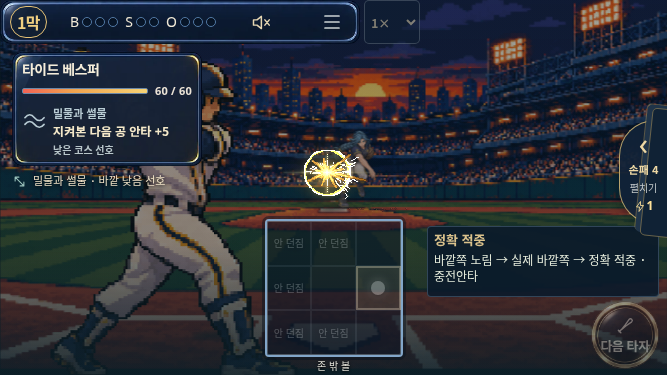 1막
B S O
1×
타이드 베스퍼
60 / 60
밀물과 썰물
지켜본 다음 공 안타 +5
낮은 코스 선호
밀물과 썰물 · 바깥 낮음 선호
손패 4
펼치기
1
안 던짐 안 던짐
안 던짐
안 던짐 안 던짐
존 밖 볼
정확 적중
바깥쪽 노림 → 실제 바깥쪽 → 정확 적중 ·
중전안타
다음 타자